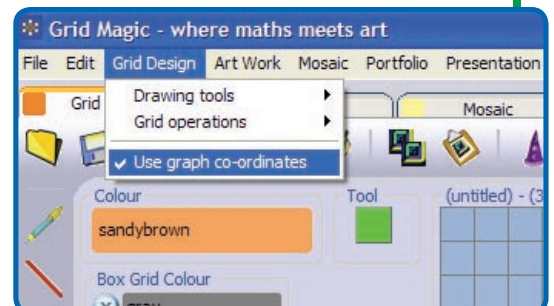 Grid Magic - where maths meets art
File Edit Grid Design Art Work Mosaic Portfolio Presentation
Grid
Mosaic
Drawing tools
Grid operations
Use graph co-ordinates
Colour
Tool
(untitled) - (3
sandybrown
Box Grid Colour
gray